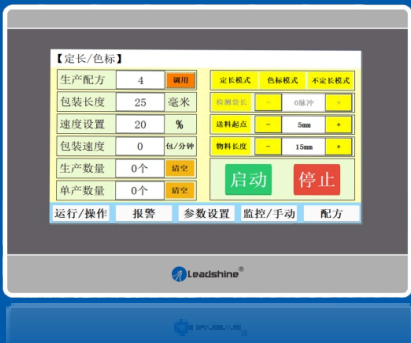 【定长/色标】
生产配方 4 调用
包装长度 25 毫米
速度设置 20 %
包装速度 0 包/分钟
生产数量 0个 清空
单产数量 0个 清空
定长模式 色标模式 不定长模式
检测袋长 - 0脉冲 +
送料起点 - 5mm +
物料长度 - 15mm +
启动 停止
运行/操作 报警 参数设置 监控/手动 配方
Leadshine®